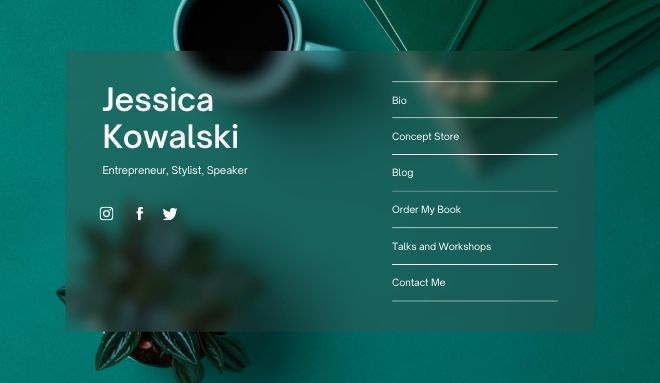 Jessica
Kowalski
Entrepreneur, Stylist, Speaker
Bio
Concept Store
Blog
Order My Book
Talks and Workshops
Contact Me